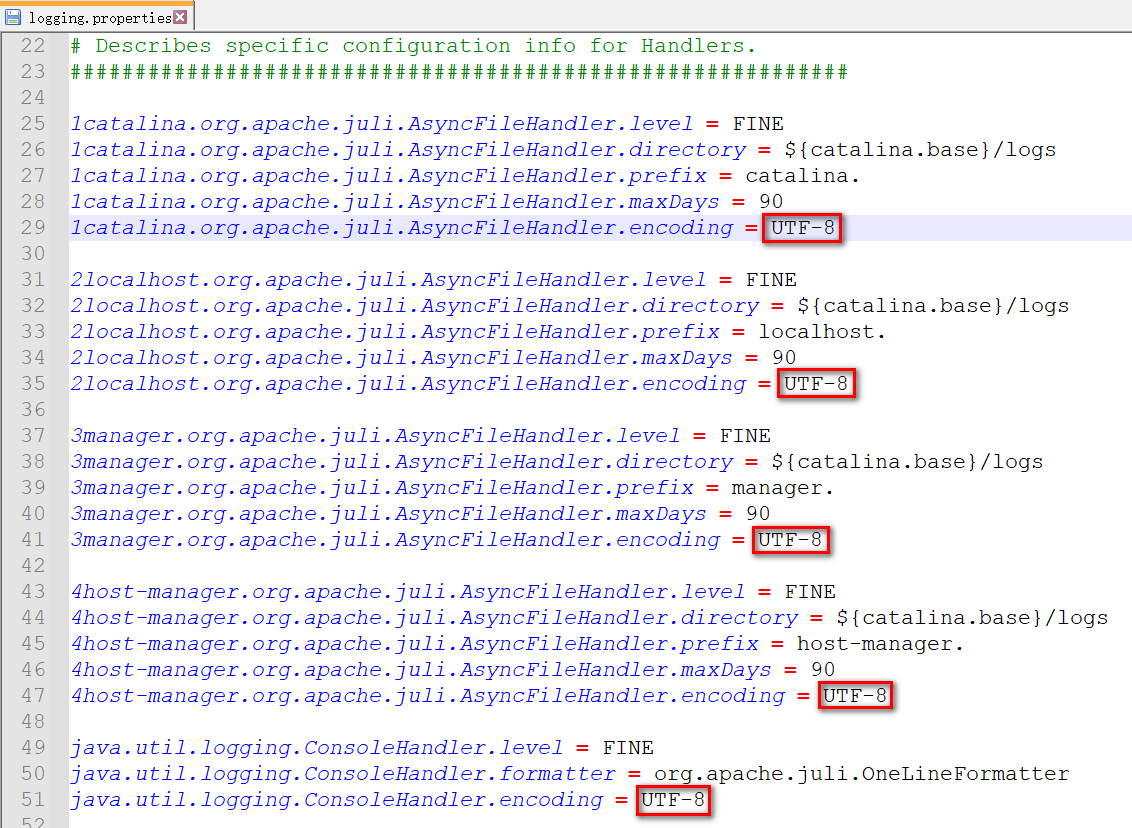 logging.properties
22 # Describes specific configuration info for Handlers.
23 ############################################################
24
25 1catalina.org.apache.juli.AsyncFileHandler.level = FINE
26 1catalina.org.apache.juli.AsyncFileHandler.directory = ${catalina.base}/logs
27 1catalina.org.apache.juli.AsyncFileHandler.prefix = catalina.
28 1catalina.org.apache.juli.AsyncFileHandler.maxDays = 90
29 1catalina.org.apache.juli.AsyncFileHandler.encoding = UTF-8
30
31 2localhost.org.apache.juli.AsyncFileHandler.level = FINE
32 2localhost.org.apache.juli.AsyncFileHandler.directory = ${catalina.base}/logs
33 2localhost.org.apache.juli.AsyncFileHandler.prefix = localhost.
34 2localhost.org.apache.juli.AsyncFileHandler.maxDays = 90
35 2localhost.org.apache.juli.AsyncFileHandler.encoding = UTF-8
36
37 3manager.org.apache.juli.AsyncFileHandler.level = FINE
38 3manager.org.apache.juli.AsyncFileHandler.directory = ${catalina.base}/logs
39 3manager.org.apache.juli.AsyncFileHandler.prefix = manager.
40 3manager.org.apache.juli.AsyncFileHandler.maxDays = 90
41 3manager.org.apache.juli.AsyncFileHandler.encoding = UTF-8
42
43 4host-manager.org.apache.juli.AsyncFileHandler.level = FINE
44 4host-manager.org.apache.juli.AsyncFileHandler.directory = ${catalina.base}/logs
45 4host-manager.org.apache.juli.AsyncFileHandler.prefix = host-manager.
46 4host-manager.org.apache.juli.AsyncFileHandler.maxDays = 90
47 4host-manager.org.apache.juli.AsyncFileHandler.encoding = UTF-8
48
49 java.util.logging.ConsoleHandler.level = FINE
50 java.util.logging.ConsoleHandler.formatter = org.apache.juli.OneLineFormatter
51 java.util.logging.ConsoleHandler.encoding = UTF-8
52